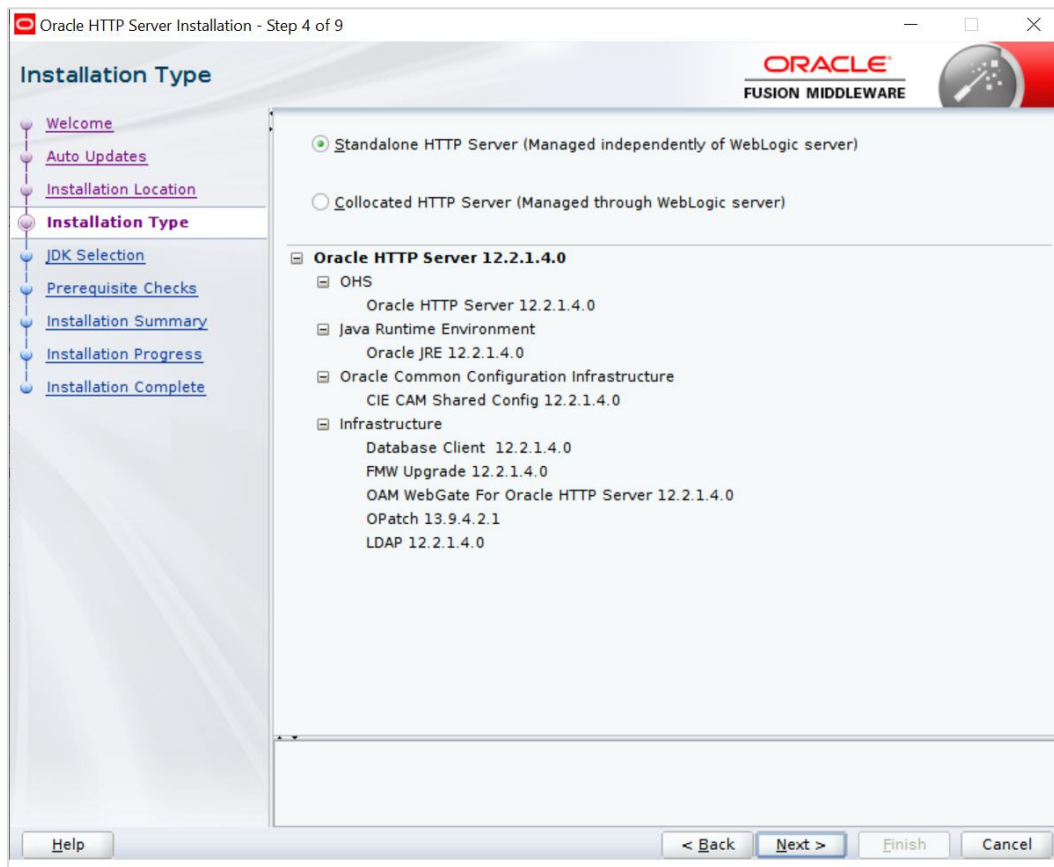 Oracle HTTP Server Installation - Step 4 of 9
Installation Type
ORACLE
FUSION MIDDLEWARE
Welcome
Auto Updates
Installation Location
Installation Type
JDK Selection
Prerequisite Checks
Installation Summary
Installation Progress
Installation Complete
Standalone HTTP Server (Managed independently of WebLogic server)
Collocated HTTP Server (Managed through WebLogic server)
Oracle HTTP Server 12.2.1.4.0
OHS
Oracle HTTP Server 12.2.1.4.0
Java Runtime Environment
Oracle JRE 12.2.1.4.0
Oracle Common Configuration Infrastructure
CIE CAM Shared Config 12.2.1.4.0
Infrastructure
Database Client 12.2.1.4.0
FMW Upgrade 12.2.1.4.0
OAM WebGate For Oracle HTTP Server 12.2.1.4.0
OPatch 13.9.4.2.1
LDAP 12.2.1.4.0
Help
< Back
Next >
Finish
Cancel